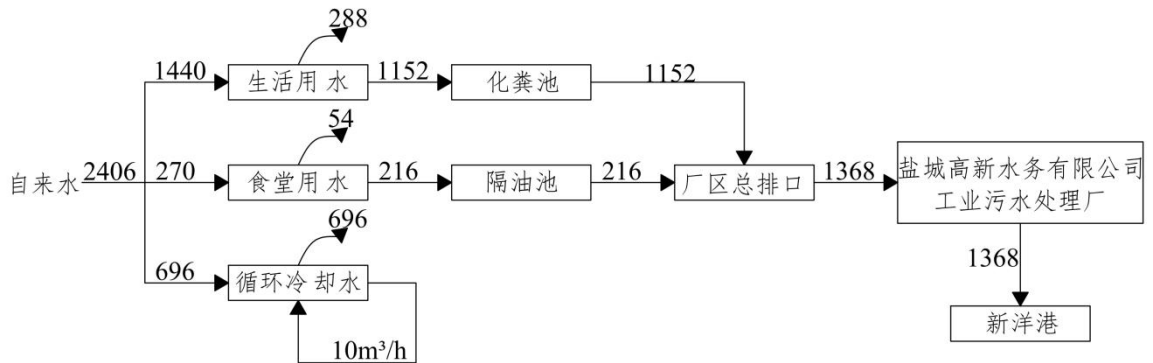 288
1440
生活用水
1152
化粪池
1152
54
自来水
2406
270
食堂用水
216
隔油池
216
厂区总排口
1368
盐城高新水务有限公司
工业污水处理厂
696
696
循环冷却水
10m³/h
1368
新洋港